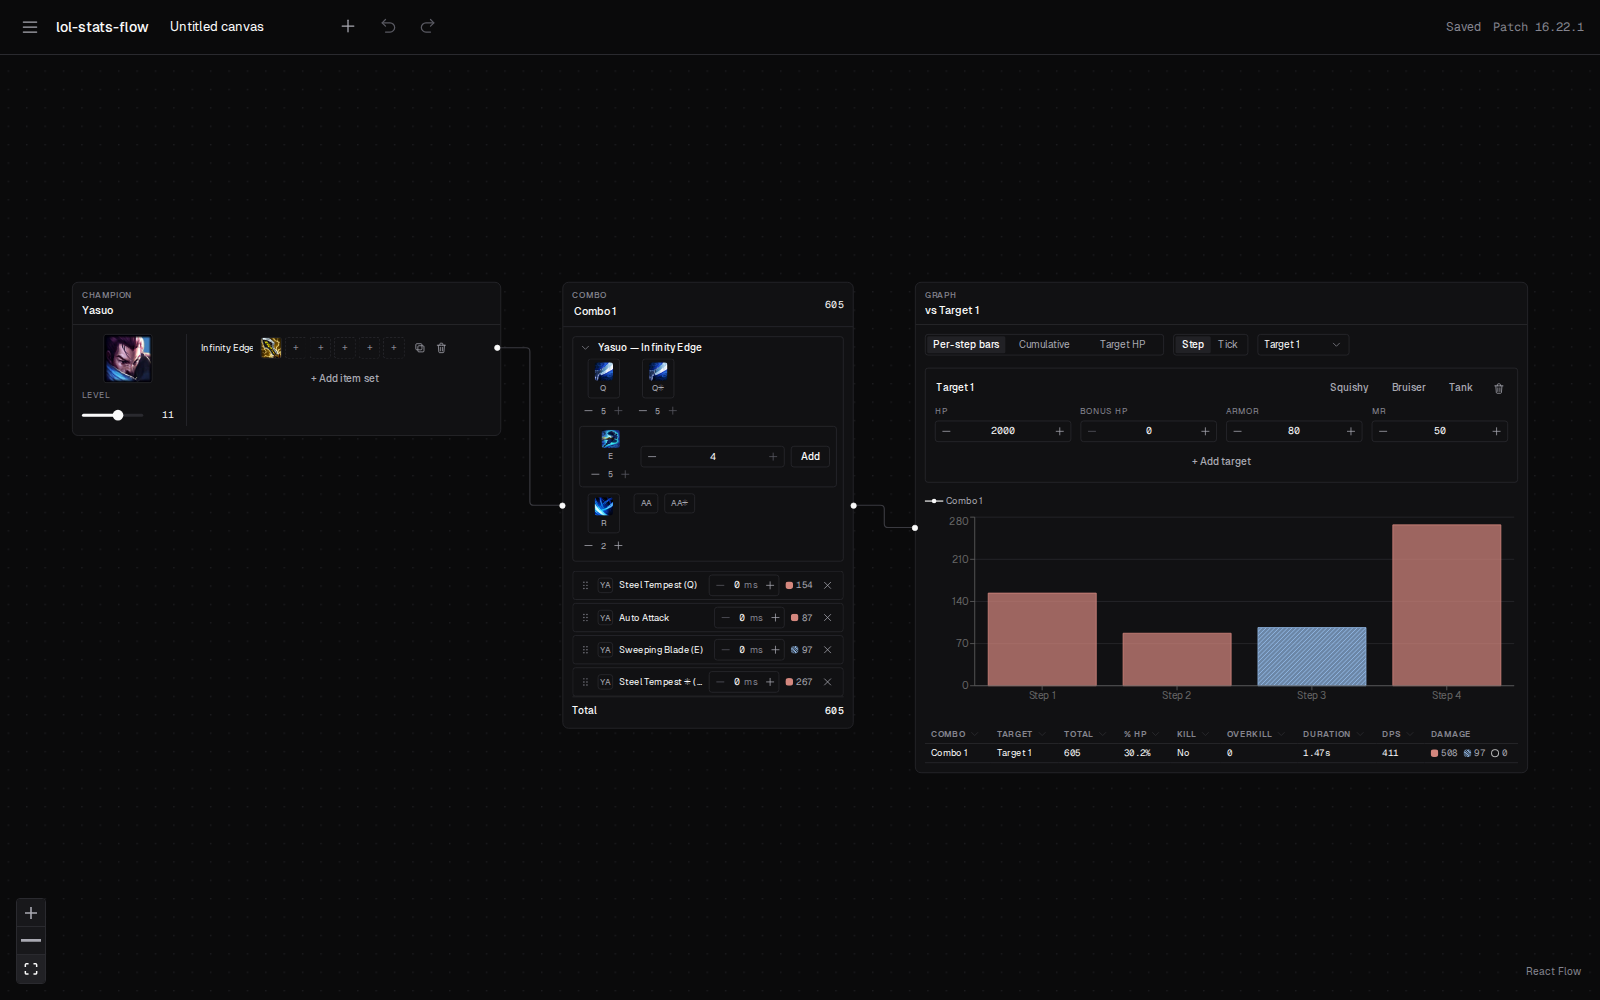 lol-stats-flow Untitled canvas Saved Patch 16.22.1
CHAMPION
Yasuo
Infinity Edge + + + + +
+ Add item set
LEVEL
11
COMBO
Combo 1 605
Yasuo — Infinity Edge
Q Q÷
— 5 + — 5 +
E — 4 + Add
— 5 +
R AA AA÷
— 2 +
YA Steel Tempest (Q) — 0 ms + 154 ×
YA Auto Attack — 0 ms + 87 ×
YA Sweeping Blade (E) — 0 ms + 97 ×
YA Steel Tempest ÷ (... — 0 ms + 267 ×
Total 605
GRAPH
vs Target 1
Per-step bars Cumulative Target HP Step Tick Target 1
Target 1 Squishy Bruiser Tank
HP BONUS HP ARMOR MR
— 2000 + — 0 + — 80 + — 50 +
+ Add target
Combo 1
280
210
140
70
0
Step 1 Step 2 Step 3 Step 4
COMBO TARGET TOTAL % HP KILL OVERKILL DURATION DPS DAMAGE
Combo 1 Target 1 605 30.2% No 0 1.47s 411 508 97 0
React Flow